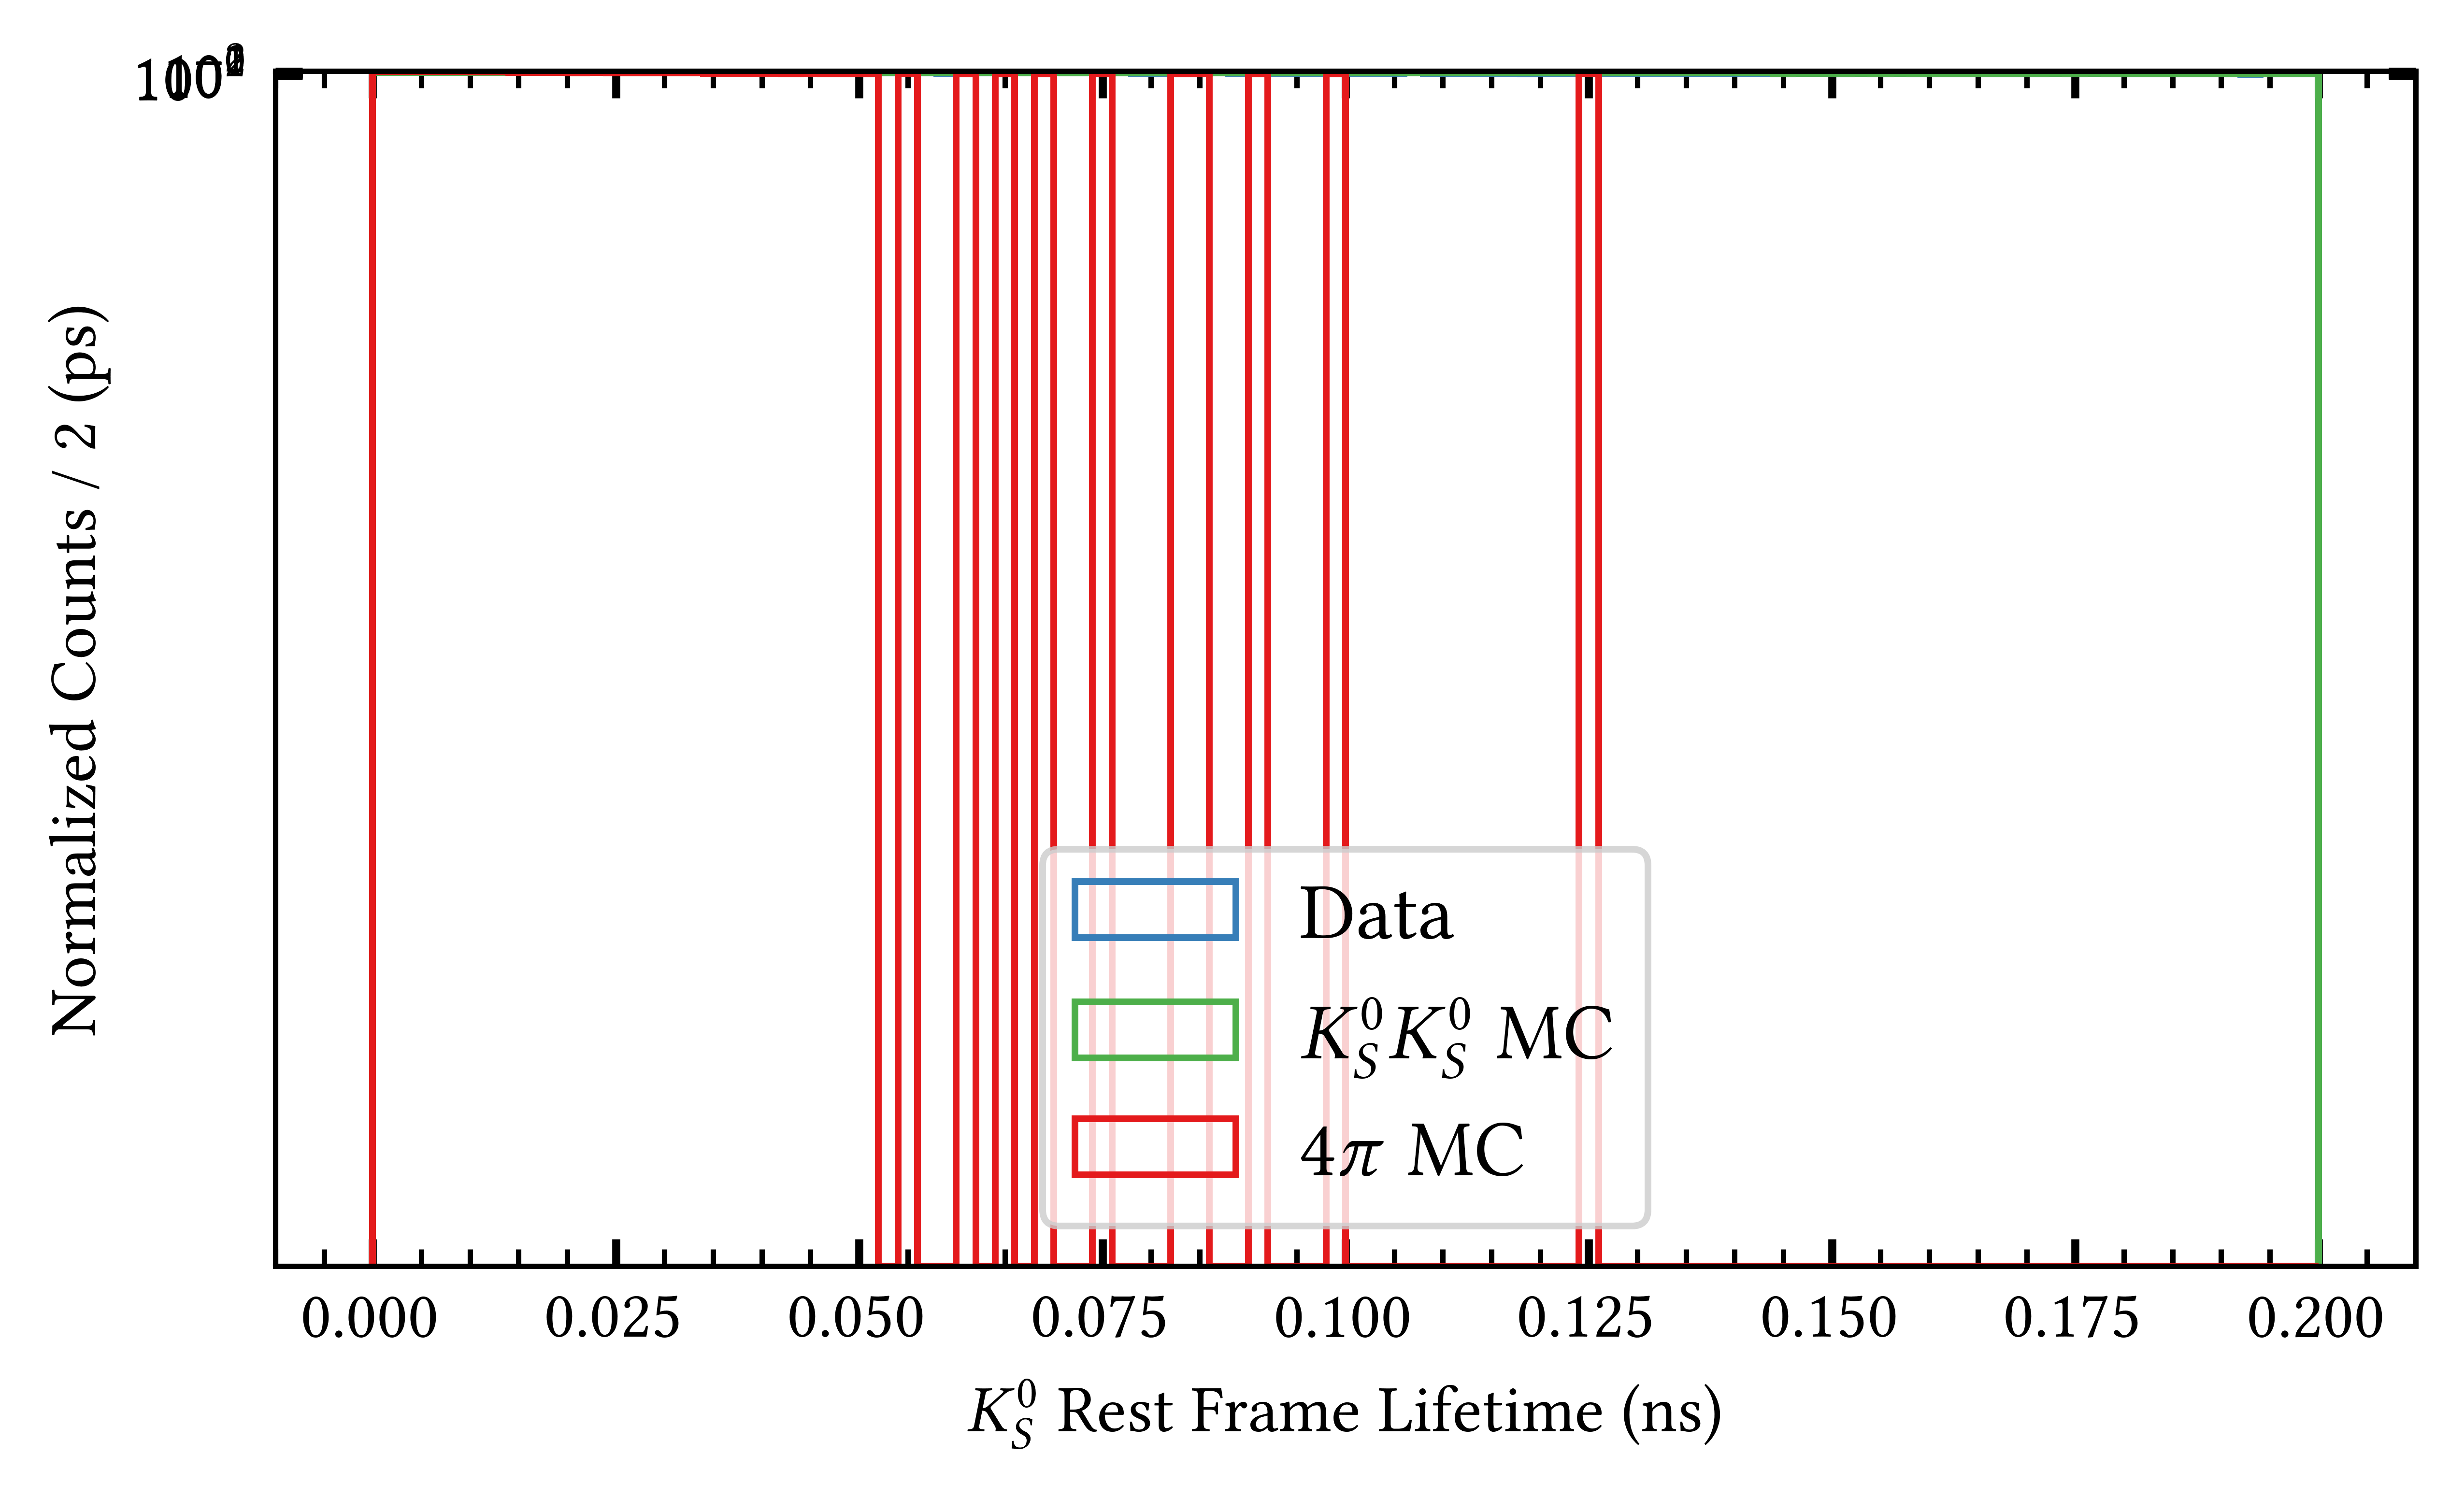 Normalized Counts / 2 (ps)
Data
K_S^0 K_S^0 MC
4π MC
0.000 0.025 0.050 0.075 0.100 0.125 0.150 0.175 0.200
K_S^0 Rest Frame Lifetime (ns)